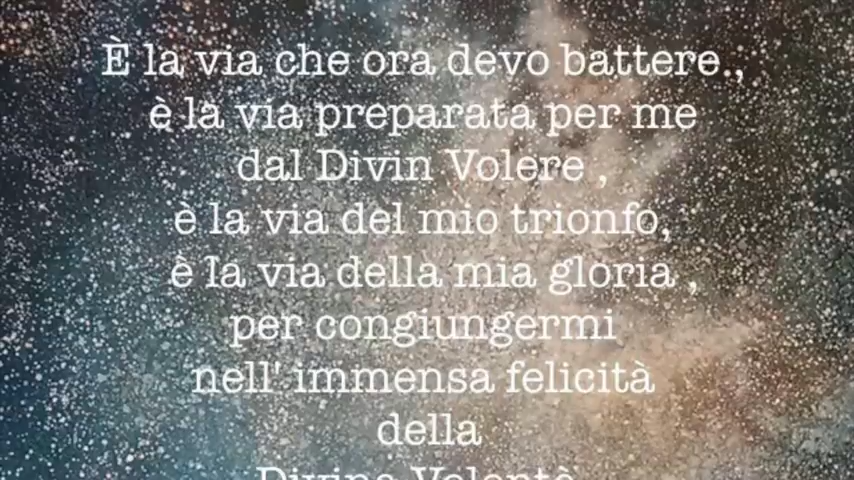 È la via che ora devo battere.,
è la via preparata per me
dal Divin Volere ,
è la via del mio trionfo,
è la via della mia gloria ,
per congiungermi
nell' immensa felicità
della
Divina Volontà